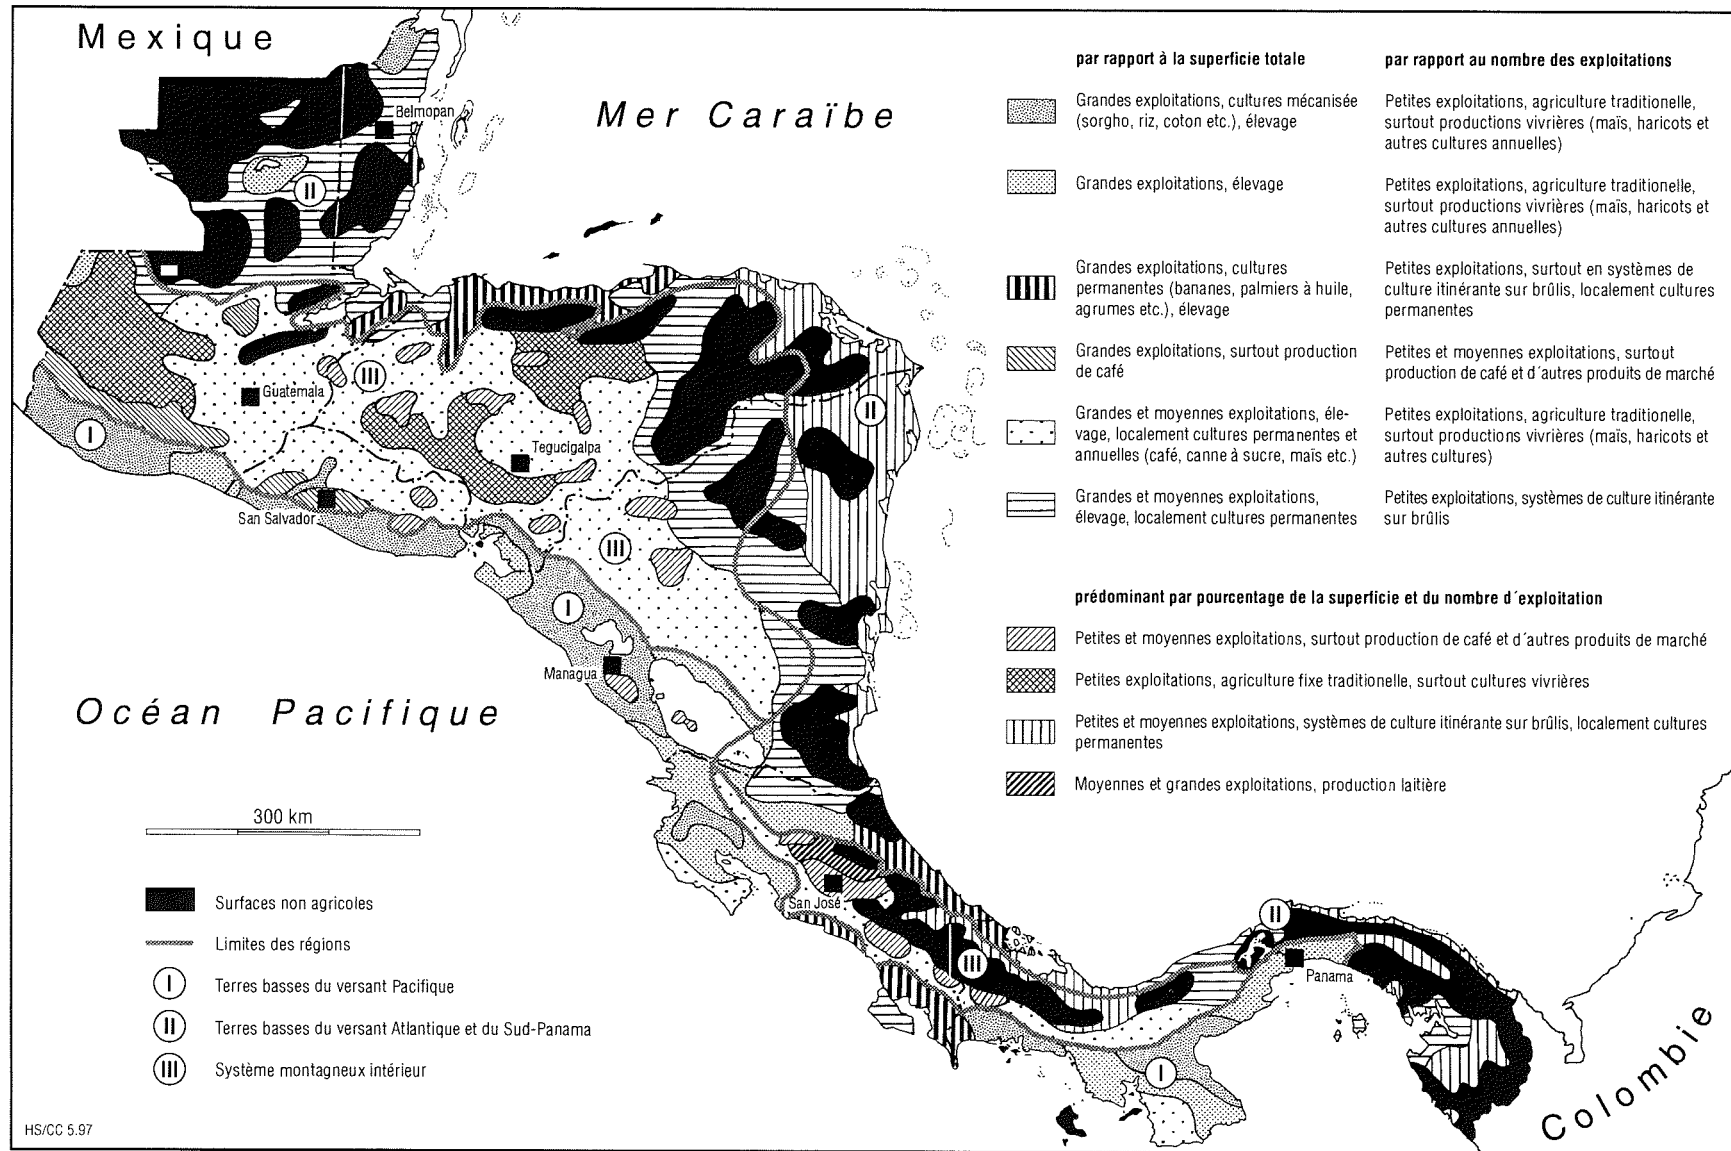 Mexique
Mer Caraïbe
Belmopan
II
III
Guatemala
I
Tegucigalpa
II
San Salvador
III
I
Managua
Océan Pacifique
San José
III
II
Panama
I
Colombie
300 km
Surfaces non agricoles
Limites des régions
I Terres basses du versant Pacifique
II Terres basses du versant Atlantique et du Sud-Panama
III Système montagneux intérieur
HS/CC 5.97
par rapport à la superficie totale
par rapport au nombre des exploitations
Grandes exploitations, cultures mécanisée
(sorgho, riz, coton etc.), élevage
Petites exploitations, agriculture traditionelle,
surtout productions vivrières (maïs, haricots et
autres cultures annuelles)
Grandes exploitations, élevage
Petites exploitations, agriculture traditionelle,
surtout productions vivrières (maïs, haricots et
autres cultures annuelles)
Grandes exploitations, cultures
permanentes (bananes, palmiers à huile,
agrumes etc.), élevage
Petites exploitations, surtout en systèmes de
culture itinérante sur brûlis, localement cultures
permanentes
Grandes exploitations, surtout production
de café
Petites et moyennes exploitations, surtout
production de café et d´autres produits de marché
Grandes et moyennes exploitations, éle-
vage, localement cultures permanentes et
annuelles (café, canne à sucre, maïs etc.)
Petites exploitations, agriculture traditionelle,
surtout productions vivrières (maïs, haricots et
autres cultures)
Grandes et moyennes exploitations,
élevage, localement cultures permanentes
Petites exploitations, systèmes de culture itinérante
sur brûlis
prédominant par pourcentage de la superficie et du nombre d´exploitation
Petites et moyennes exploitations, surtout production de café et d´autres produits de marché
Petites exploitations, agriculture fixe traditionelle, surtout cultures vivrières
Petites et moyennes exploitations, systèmes de culture itinérante sur brûlis, localement cultures
permanentes
Moyennes et grandes exploitations, production laitière